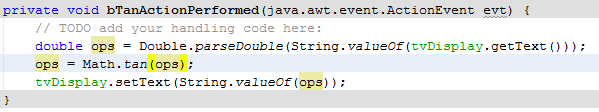 private void bTanActionPerformed(java.awt.event.ActionEvent evt) {
// TODO add your handling code here:
double ops = Double.parseDouble(String.valueOf(tvDisplay.getText()));
ops = Math.tan(ops);
tvDisplay.setText(String.valueOf(ops));
}